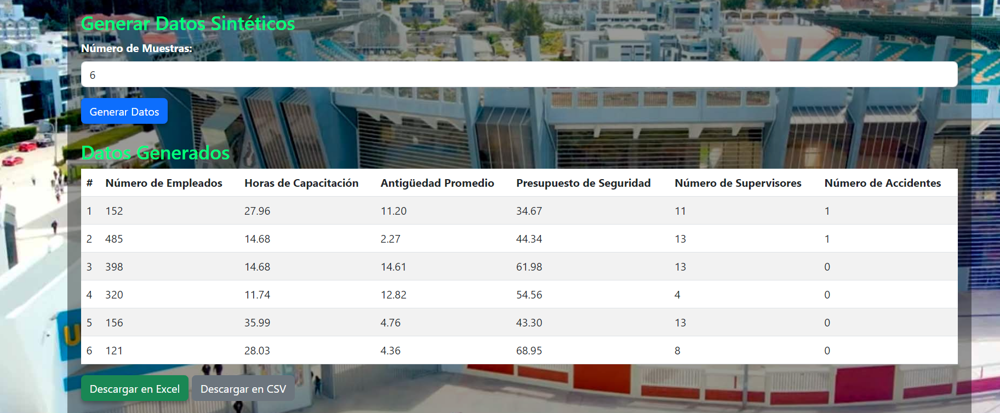 Generar Datos Sintéticos
Número de Muestras:
6
Generar Datos
Datos Generados
# Número de Empleados Horas de Capacitación Antigüedad Promedio Presupuesto de Seguridad Número de Supervisores Número de Accidentes
1 152 27.96 11.20 34.67 11 1
2 485 14.68 2.27 44.34 13 1
3 398 14.68 14.61 61.98 13 0
4 320 11.74 12.82 54.56 4 0
5 156 35.99 4.76 43.30 13 0
6 121 28.03 4.36 68.95 8 0
Descargar en Excel Descargar en CSV